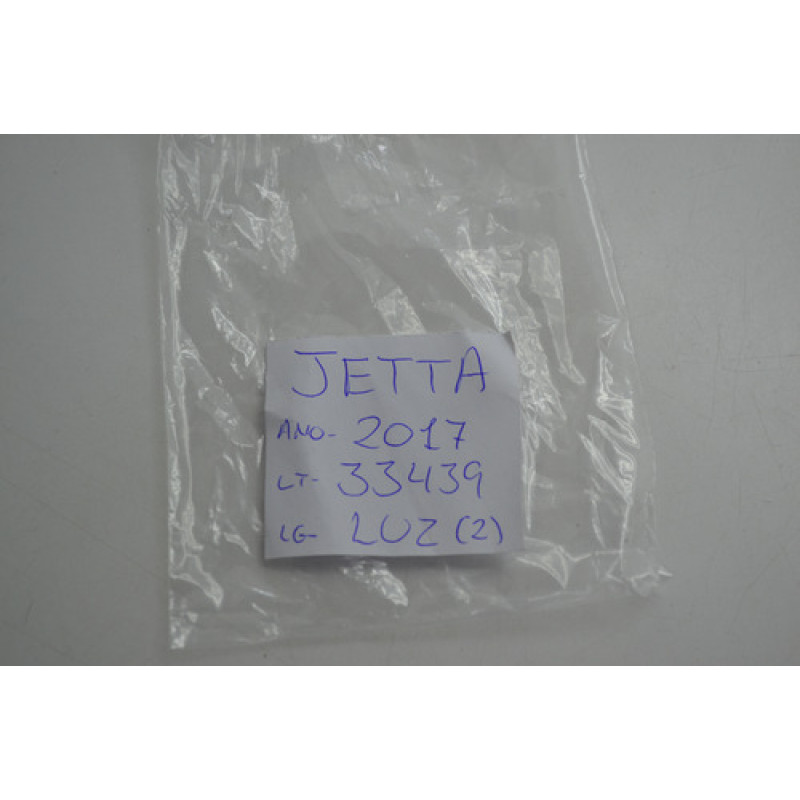 JETTA
ANO- 2017
LT- 33439
LG- LUZ (2)